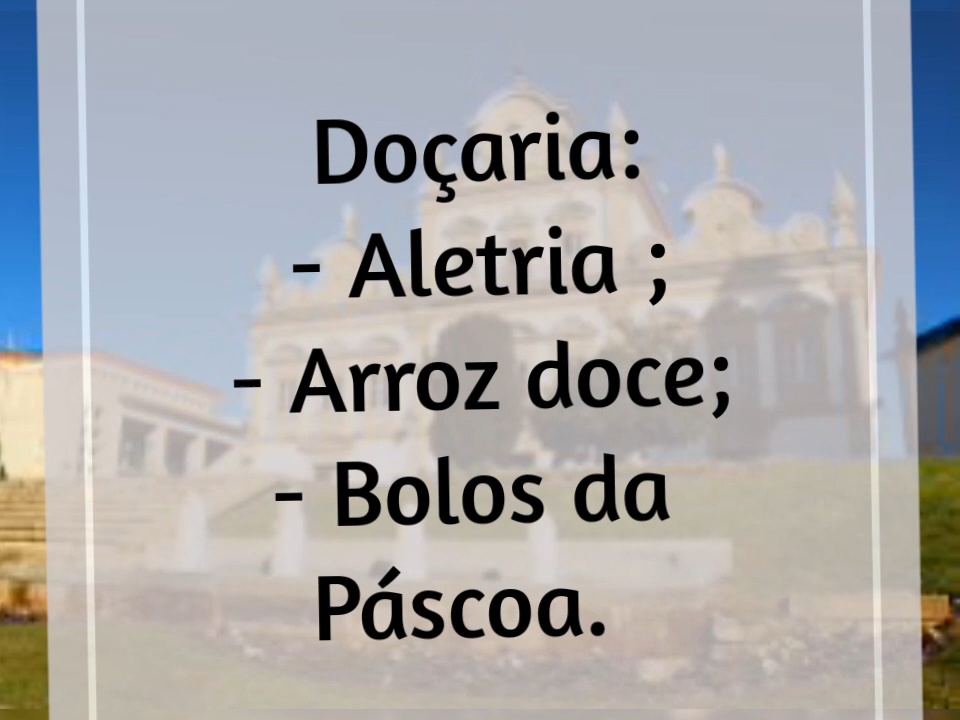 Doçaria:
- Aletria ;
- Arroz doce;
- Bolos da
Páscoa.